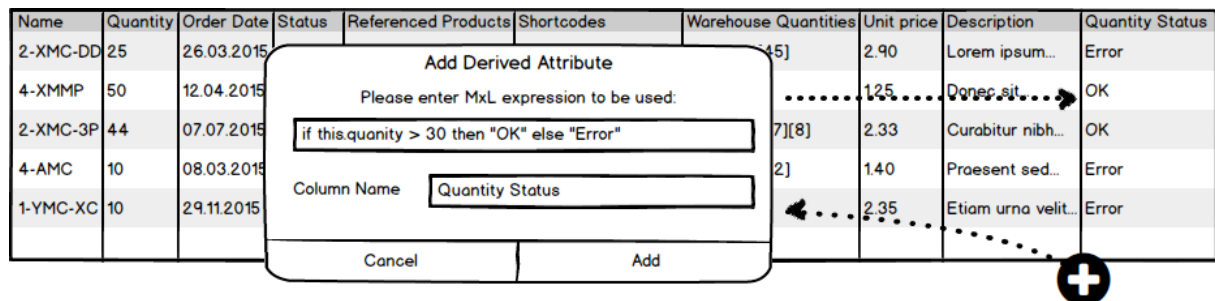 Name Quantity Order Date Status Referenced Products Shortcodes Warehouse Quantities Unit price Description Quantity Status
2-XMC-DD 25 26.03.2015 45] 2.90 Lorem ipsum... Error
Add Derived Attribute
4-XMMP 50 12.04.2015 1.25 Donec sit... OK
Please enter MxL expression to be used:
2-XMC-3P 44 07.07.2015 7][8] 2.33 Curabitur nibh... OK
if this.quanity > 30 then "OK" else "Error"
4-AMC 10 08.03.2015 2] 1.40 Praesent sed... Error
Column Name Quantity Status
1-YMC-XC 10 29.11.2015 2.35 Etiam urna velit... Error
Cancel Add